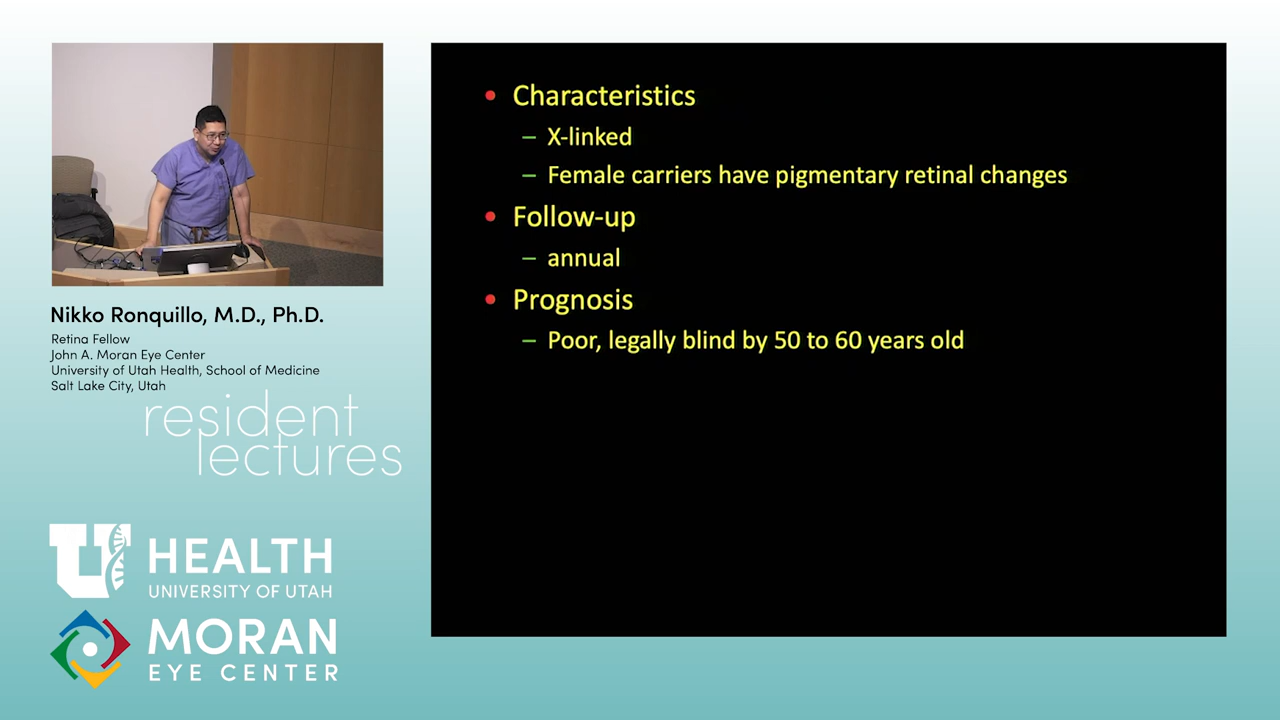 Nikko Ronquillo, M.D., Ph.D.
Retina Fellow
John A. Moran Eye Center
University of Utah Health, School of Medicine
Salt Lake City, Utah
resident
lectures
U HEALTH
UNIVERSITY OF UTAH
MORAN
EYE CENTER
• Characteristics
– X-linked
– Female carriers have pigmentary retinal changes
• Follow-up
– annual
• Prognosis
– Poor, legally blind by 50 to 60 years old